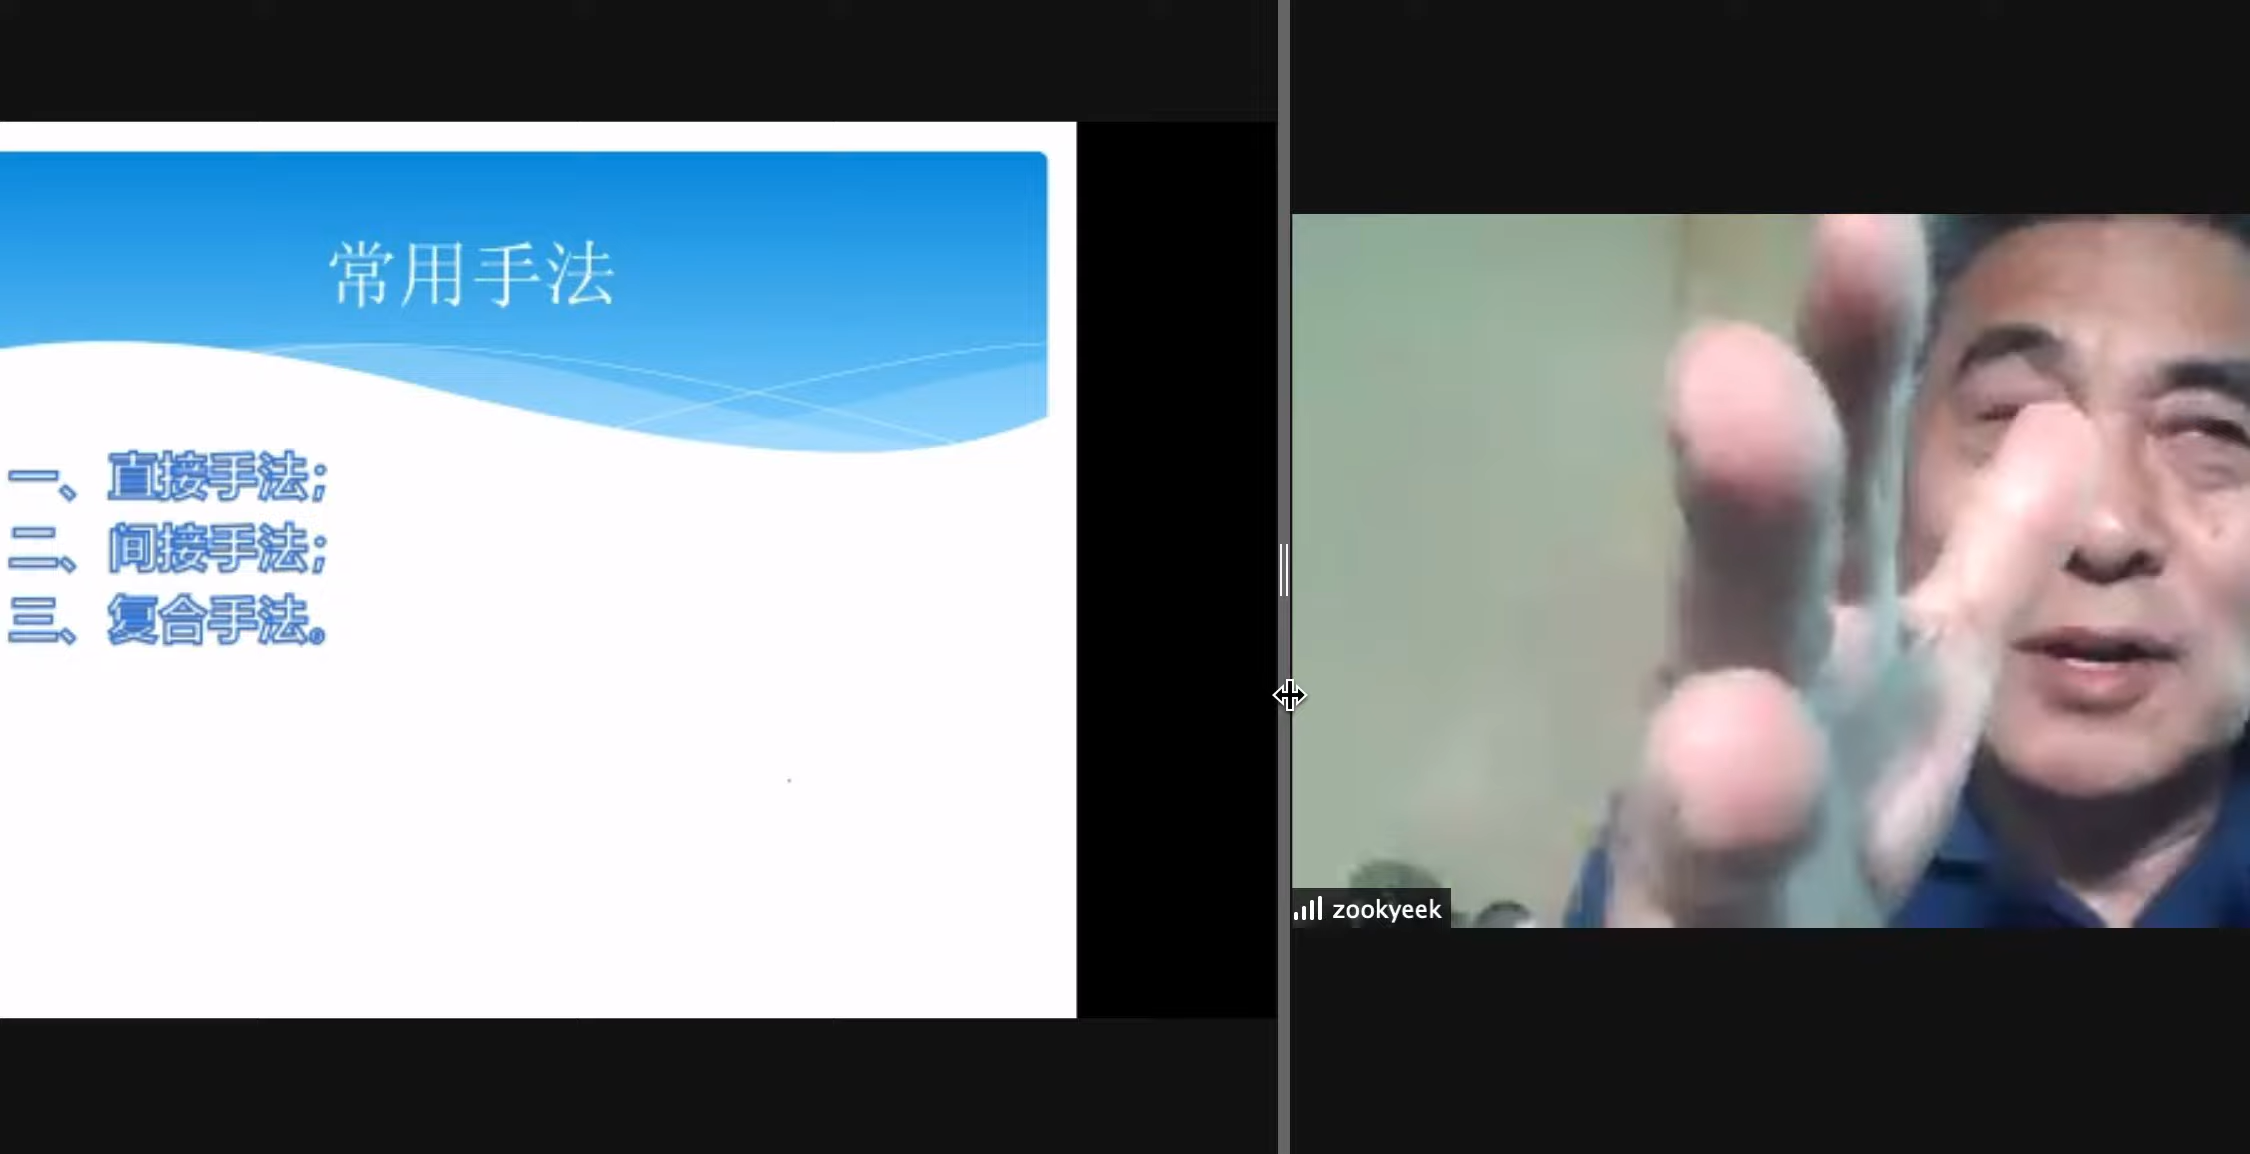 常用手法
一、直接手法；
二、间接手法；
三、复合手法。
zookyeek